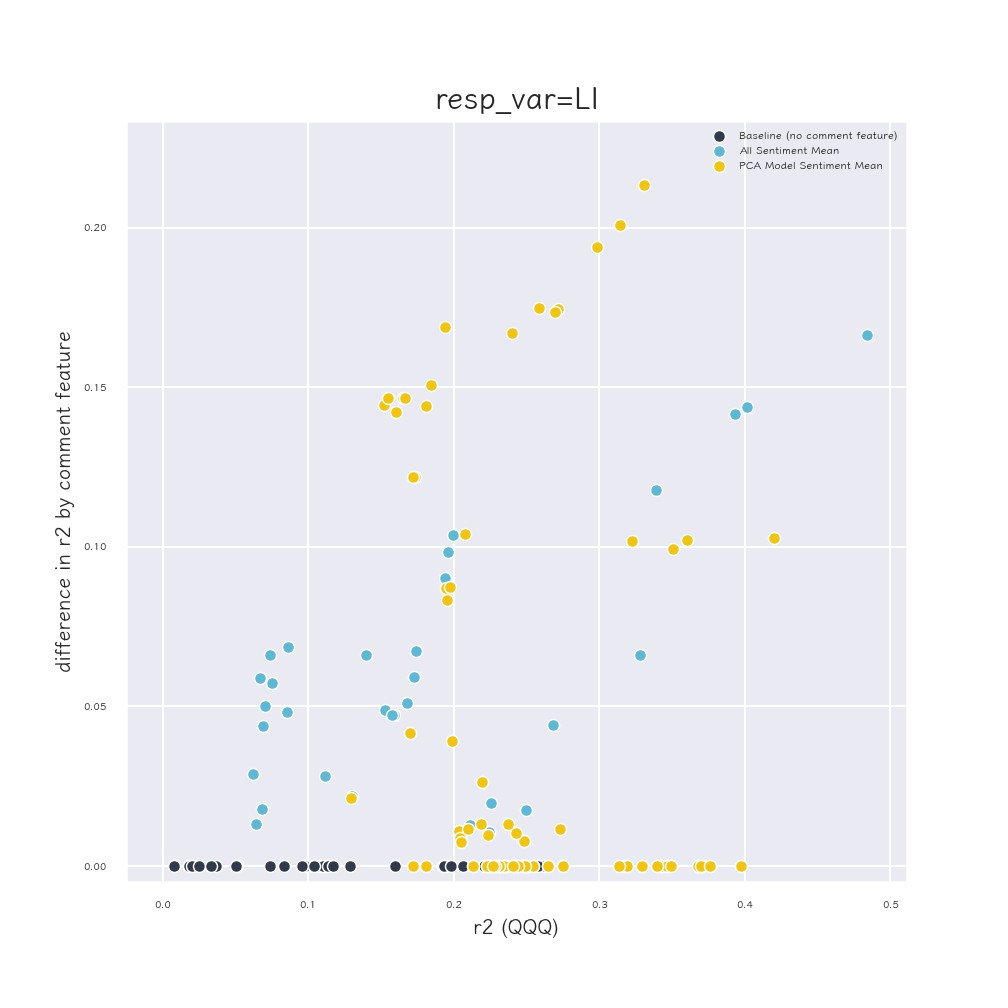 resp_var=LI
Baseline (no comment feature)
All Sentiment Mean
PCA Model Sentiment Mean
0.20
0.15
0.10
0.05
0.00
difference in r2 by comment feature
0.0 0.1 0.2 0.3 0.4 0.5
r2 (QQQ)